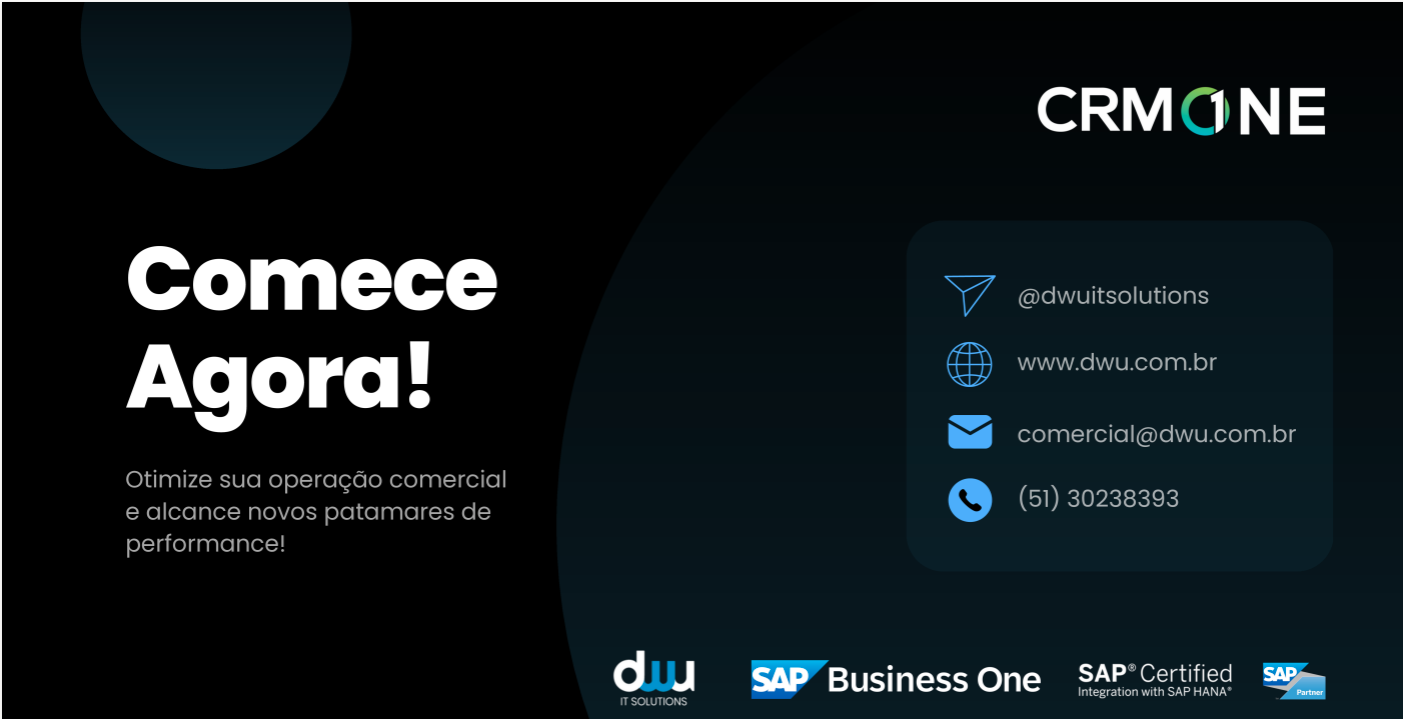 CRMONE
Comece
Agora!
Otimize sua operação comercial
e alcance novos patamares de
performance!
@dwuitsolutions
www.dwu.com.br
comercial@dwu.com.br
(51) 30238393
dwu
IT SOLUTIONS
SAP Business One
SAP® Certified
Integration with SAP HANA®
SAP
Partner